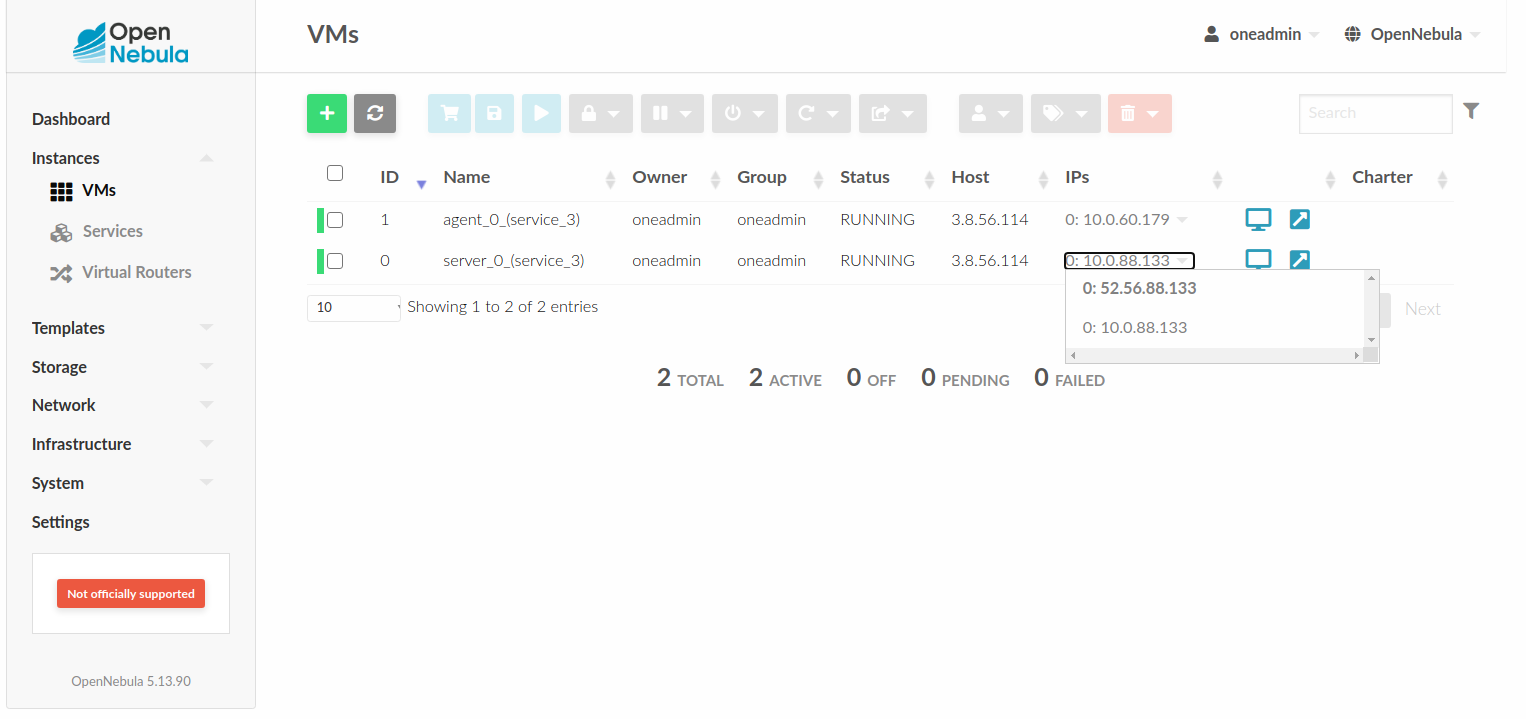 Open
Nebula
VMs
oneadmin
OpenNebula
Dashboard
Instances
VMs
Services
Virtual Routers
Templates
Storage
Network
Infrastructure
System
Settings
Not officially supported
OpenNebula 5.13.90
Search
ID Name Owner Group Status Host IPs Charter
1 agent_0_(service_3) oneadmin oneadmin RUNNING 3.8.56.114 0: 10.0.60.179
0 server_0_(service_3) oneadmin oneadmin RUNNING 3.8.56.114 0: 10.0.88.133
0: 52.56.88.133
0: 10.0.88.133
10 Showing 1 to 2 of 2 entries
Next
2 TOTAL 2 ACTIVE 0 OFF 0 PENDING 0 FAILED